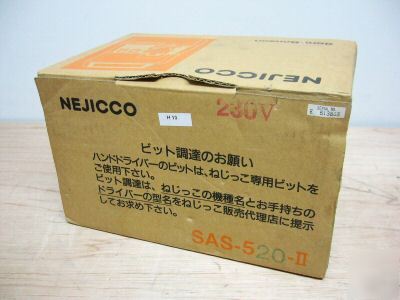 NEJICCO
NEJICCO
H 13
230V
SERIAL NO.
ビット調達のお願い
ハンドドライバーのビットは、ねじっこ専用ビットを
ご使用下さい。
ビット調達は、ねじっこの機種名とお手持ちの
ドライバーの型名をねじっこ販売代理店に提示
してお求め下さい。
SAS-520-II